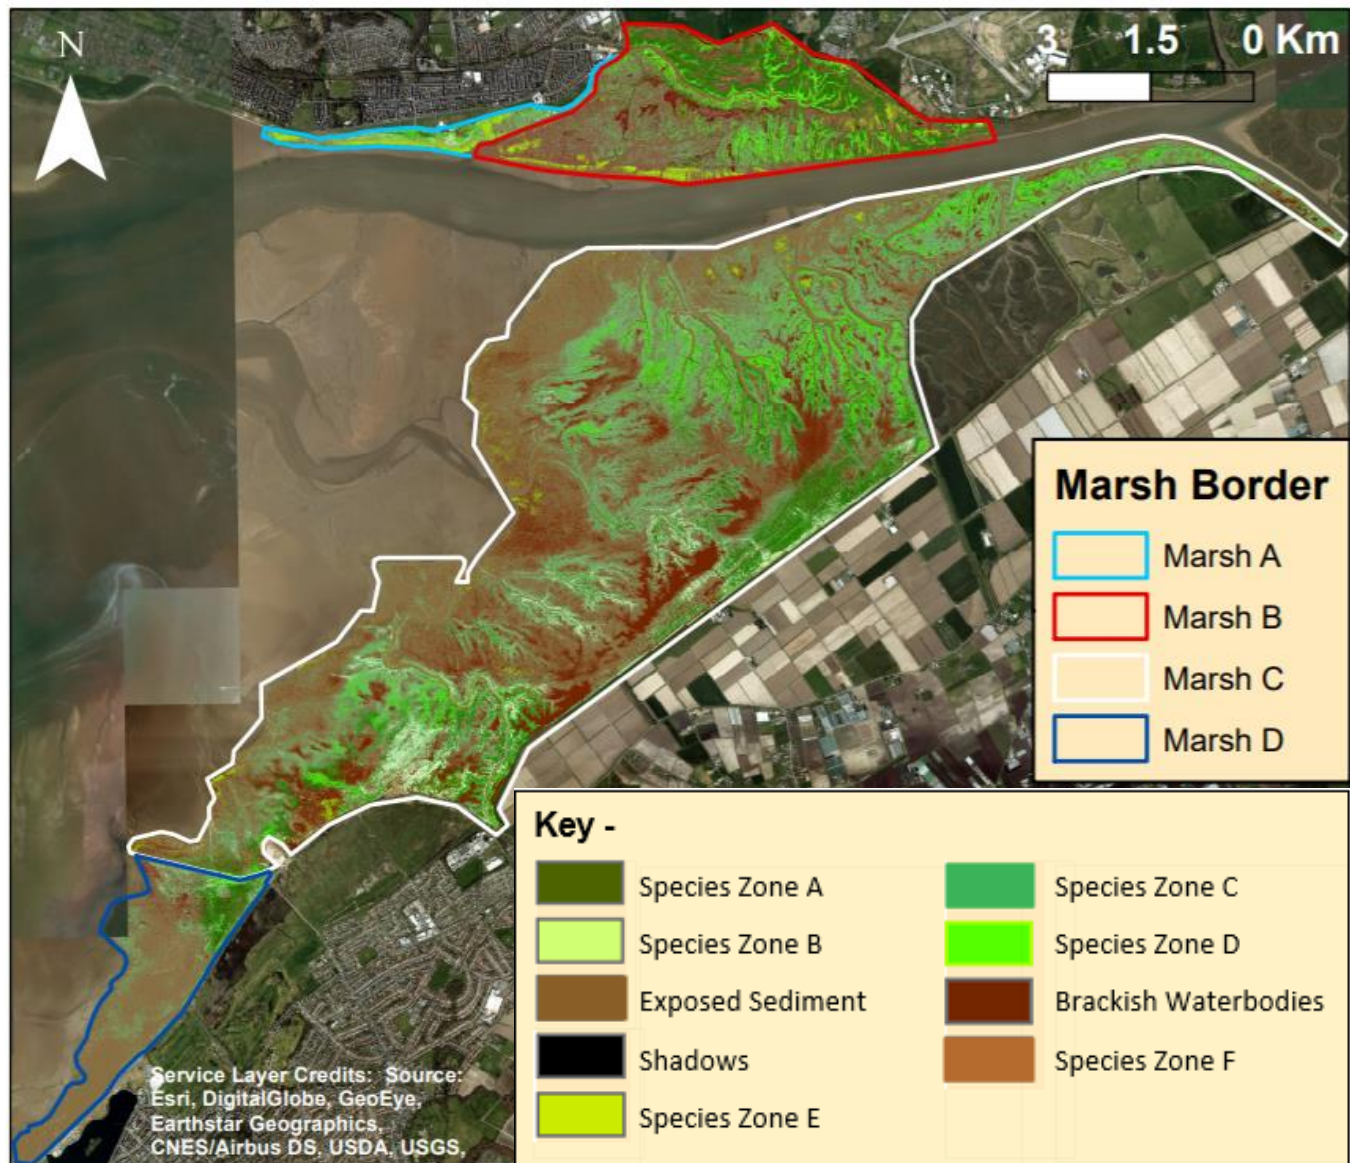 N
3 1.5 0 Km
Marsh Border
Marsh A
Marsh B
Marsh C
Marsh D
Key -
Species Zone A
Species Zone B
Exposed Sediment
Shadows
Species Zone E
Species Zone C
Species Zone D
Brackish Waterbodies
Species Zone F
Service Layer Credits: Source:
Esri, DigitalGlobe, GeoEye,
Earthstar Geographics,
CNES/Airbus DS, USDA, USGS,